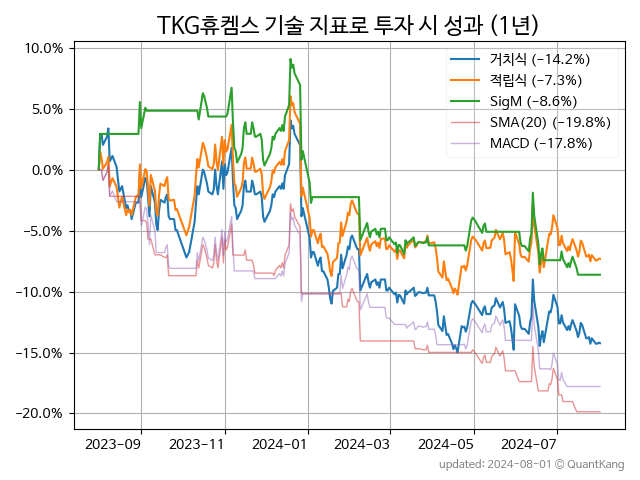 TKG휴켐스 기술 지표로 투자 시 성과 (1년)
10.0%
5.0%
0.0%
−5.0%
−10.0%
−15.0%
−20.0%
거치식 (−14.2%)
적립식 (−7.3%)
SigM (−8.6%)
SMA(20) (−19.8%)
MACD (−17.8%)
2023-09 2023-11 2024-01 2024-03 2024-05 2024-07
updated: 2024-08-01 ⓒ QuantKang